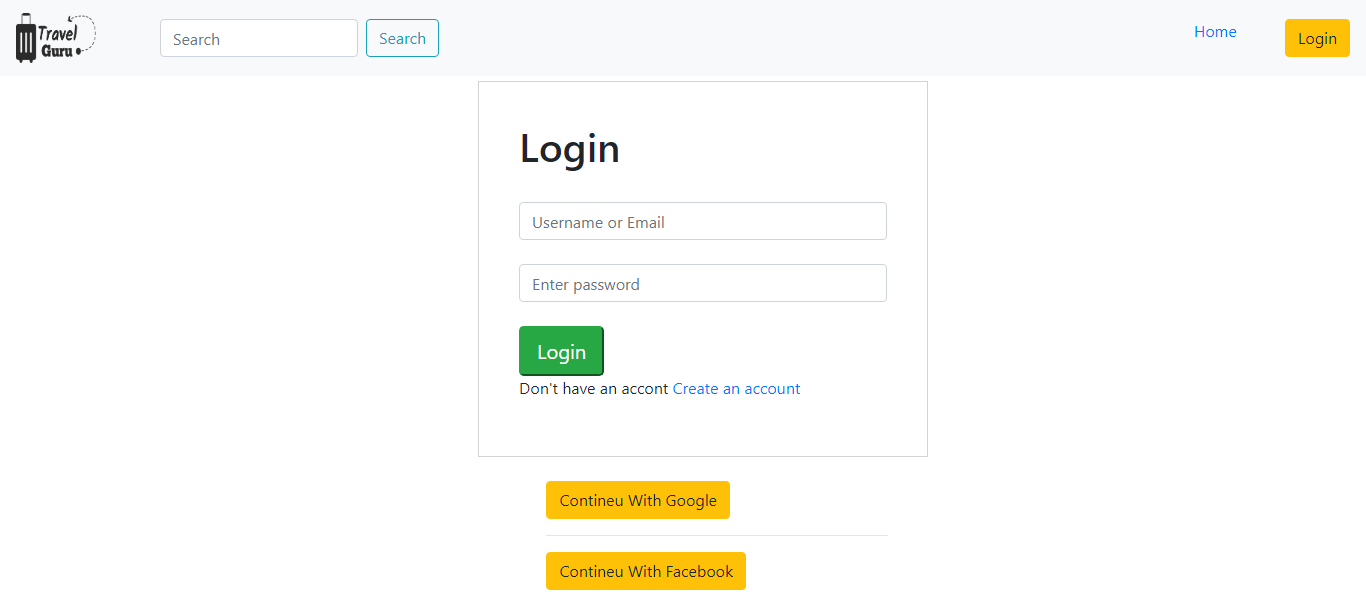 Travel
Guru
Search
Search
Home
Login
Login
Username or Email
Enter password
Login
Don't have an accont Create an account
Contineu With Google
Contineu With Facebook